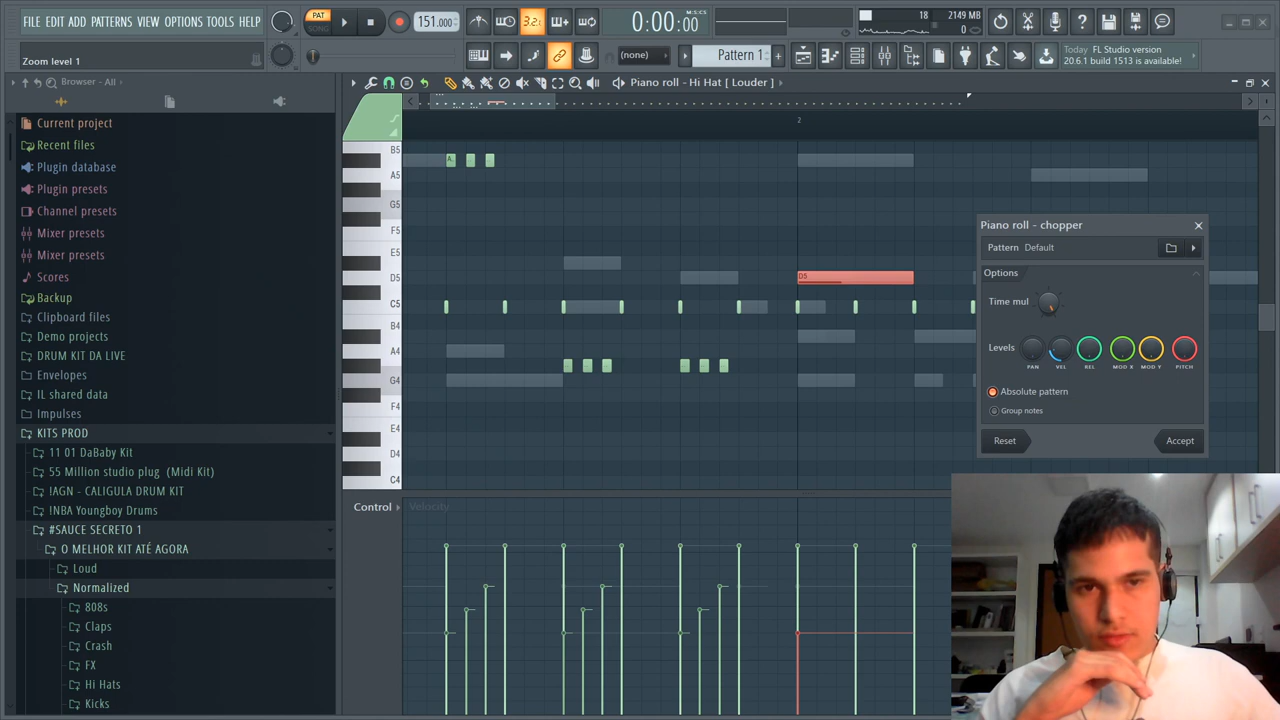 FILE EDIT ADD PATTERNS VIEW OPTIONS TOOLS HELP
PAT
SONG
151.000
3.2.
0:00:00
M:S:CS
18
2149 MB
0
Zoom level 1
(none)
Pattern 1
Today FL Studio version
20.6.1 build 1513 is available!
Browser - All
Piano roll - Hi Hat [ Louder ]
Current project
Recent files
Plugin database
Plugin presets
Channel presets
Mixer presets
Mixer presets
Scores
Backup
Clipboard files
Demo projects
DRUM KIT DA LIVE
Envelopes
IL shared data
Impulses
KITS PROD
11 01 DaBaby Kit
55 Million studio plug (Midi Kit)
!AGN - CALIGULA DRUM KIT
!NBA Youngboy Drums
#SAUCE SECRETO 1
O MELHOR KIT ATÉ AGORA
Loud
Normalized
808s
Claps
Crash
FX
Hi Hats
Kicks
2
B5
A5
G5
F5
E5
D5
C5
B4
A4
G4
F4
E4
D4
C4
D5
Control
Velocity
Piano roll - chopper
Pattern Default
Options
Time mul
Levels
PAN VEL REL MOD X MOD Y PITCH
Absolute pattern
Group notes
Reset Accept